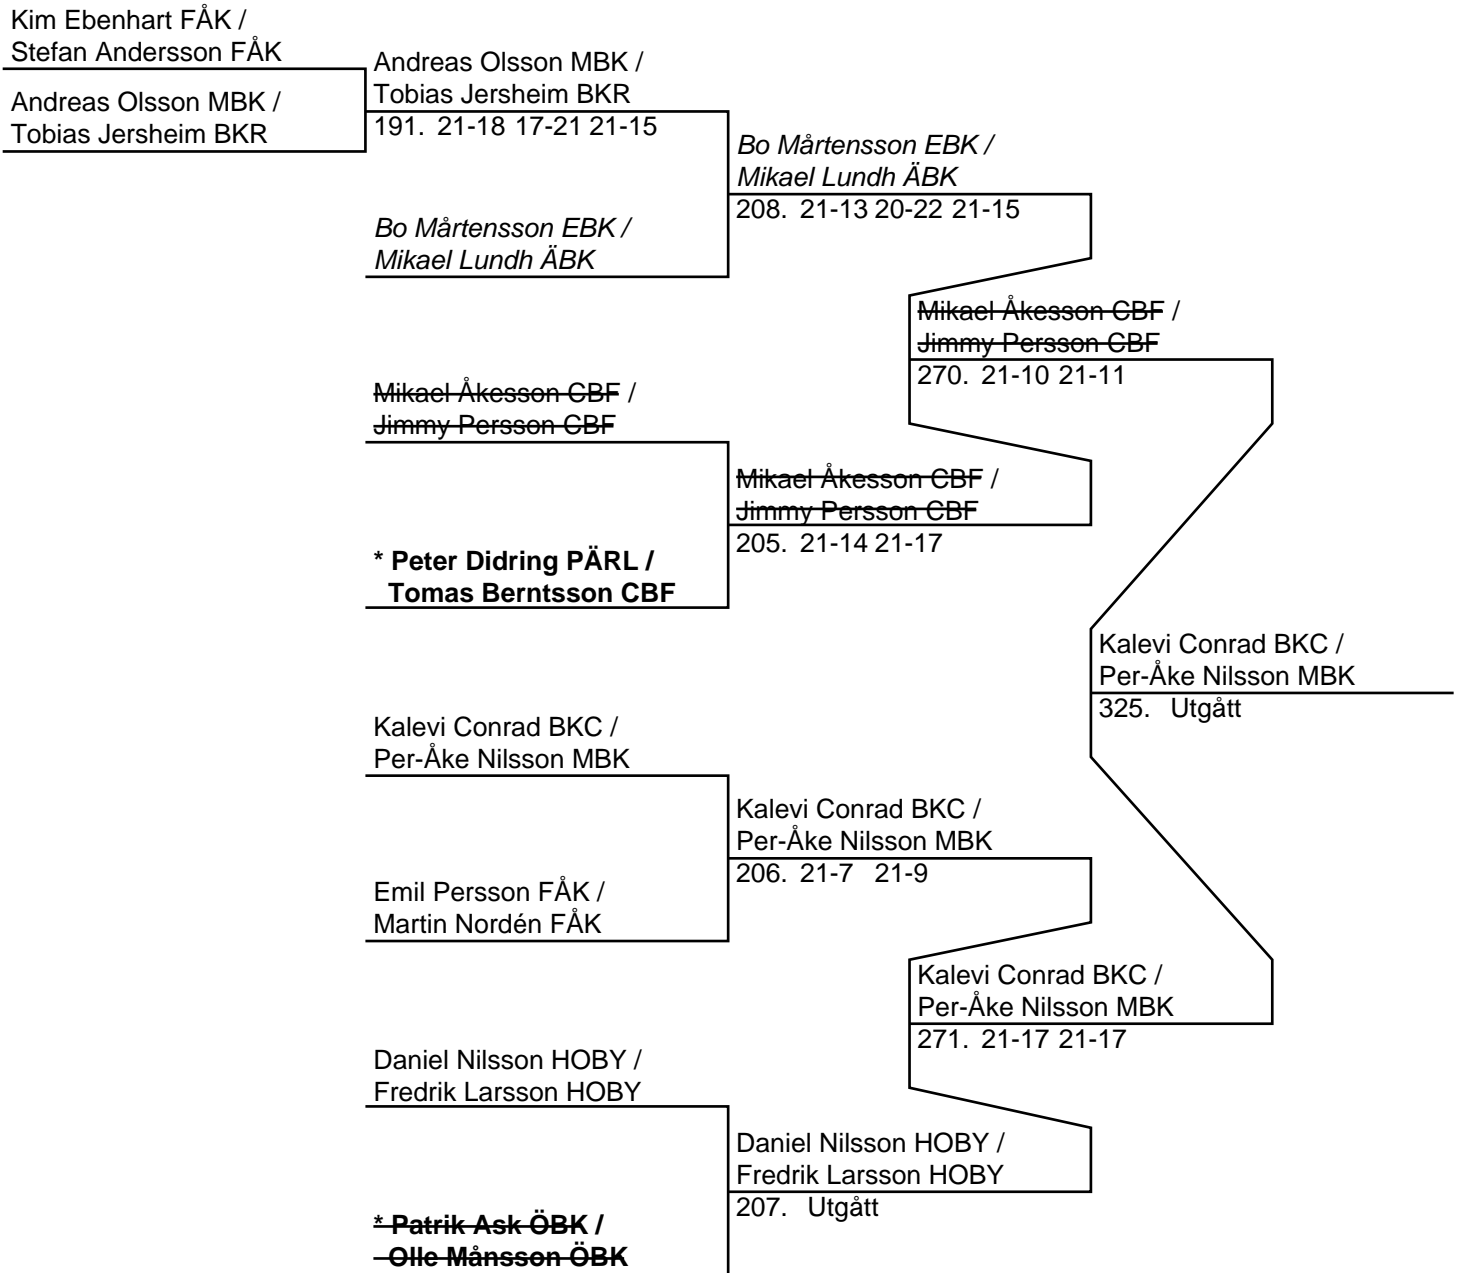 Kim Ebenhart FÅK /
Stefan Andersson FÅK
Andreas Olsson MBK /
Tobias Jersheim BKR
Andreas Olsson MBK /
Tobias Jersheim BKR
191. 21-18 17-21 21-15
Bo Mårtensson EBK /
Mikael Lundh ÄBK
Bo Mårtensson EBK /
Mikael Lundh ÄBK
208. 21-13 20-22 21-15
Mikael Åkesson CBF /
Jimmy Persson CBF
270. 21-10 21-11
Mikael Åkesson CBF /
Jimmy Persson CBF
Mikael Åkesson CBF /
Jimmy Persson CBF
205. 21-14 21-17
* Peter Didring PÄRL /
Tomas Berntsson CBF
Kalevi Conrad BKC /
Per-Åke Nilsson MBK
325. Utgått
Kalevi Conrad BKC /
Per-Åke Nilsson MBK
Kalevi Conrad BKC /
Per-Åke Nilsson MBK
206. 21-7 21-9
Emil Persson FÅK /
Martin Nordén FÅK
Kalevi Conrad BKC /
Per-Åke Nilsson MBK
271. 21-17 21-17
Daniel Nilsson HOBY /
Fredrik Larsson HOBY
Daniel Nilsson HOBY /
Fredrik Larsson HOBY
207. Utgått
* Patrik Ask ÖBK /
Olle Månsson ÖBK